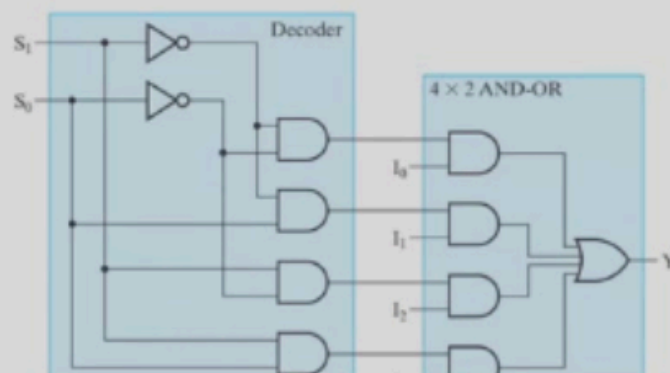 Decoder
S₁
S₀
4 × 2 AND-OR
I₀
I₁
Y
I₂